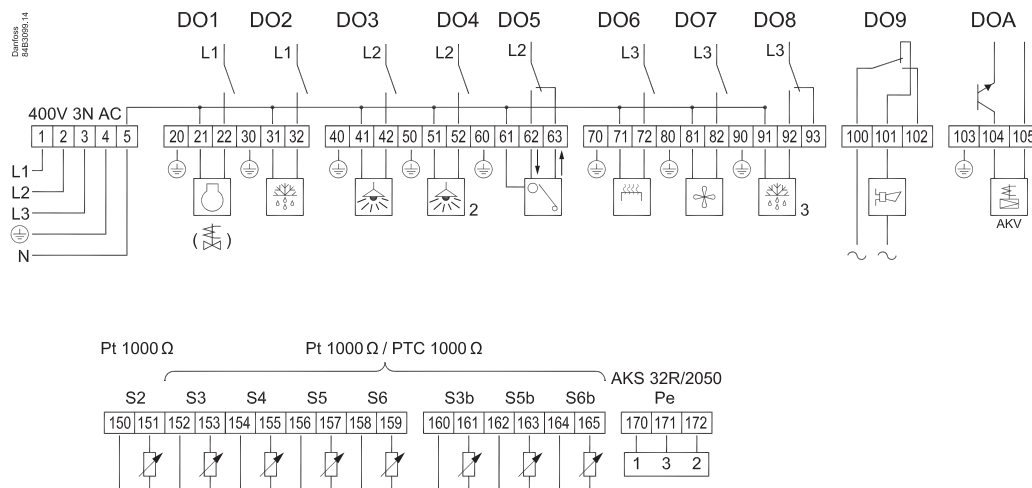 Danfoss
84B3099.14
DO1 DO2 DO3 DO4 DO5 DO6 DO7 DO8 DO9 DOA
L1 L1 L2 L2 L2 L3 L3 L3
400V 3N AC
1 2 3 4 5 20 21 22 30 31 32 40 41 42 50 51 52 60 61 62 63 70 71 72 80 81 82 90 91 92 93 100 101 102 103 104 105
L1
L2
L3
N
( )
2
3
AKV
Pt 1000 Ω Pt 1000 Ω / PTC 1000 Ω
AKS 32R/2050
S2 S3 S4 S5 S6 S3b S5b S6b Pe
150 151 152 153 154 155 156 157 158 159 160 161 162 163 164 165 170 171 172
1 3 2